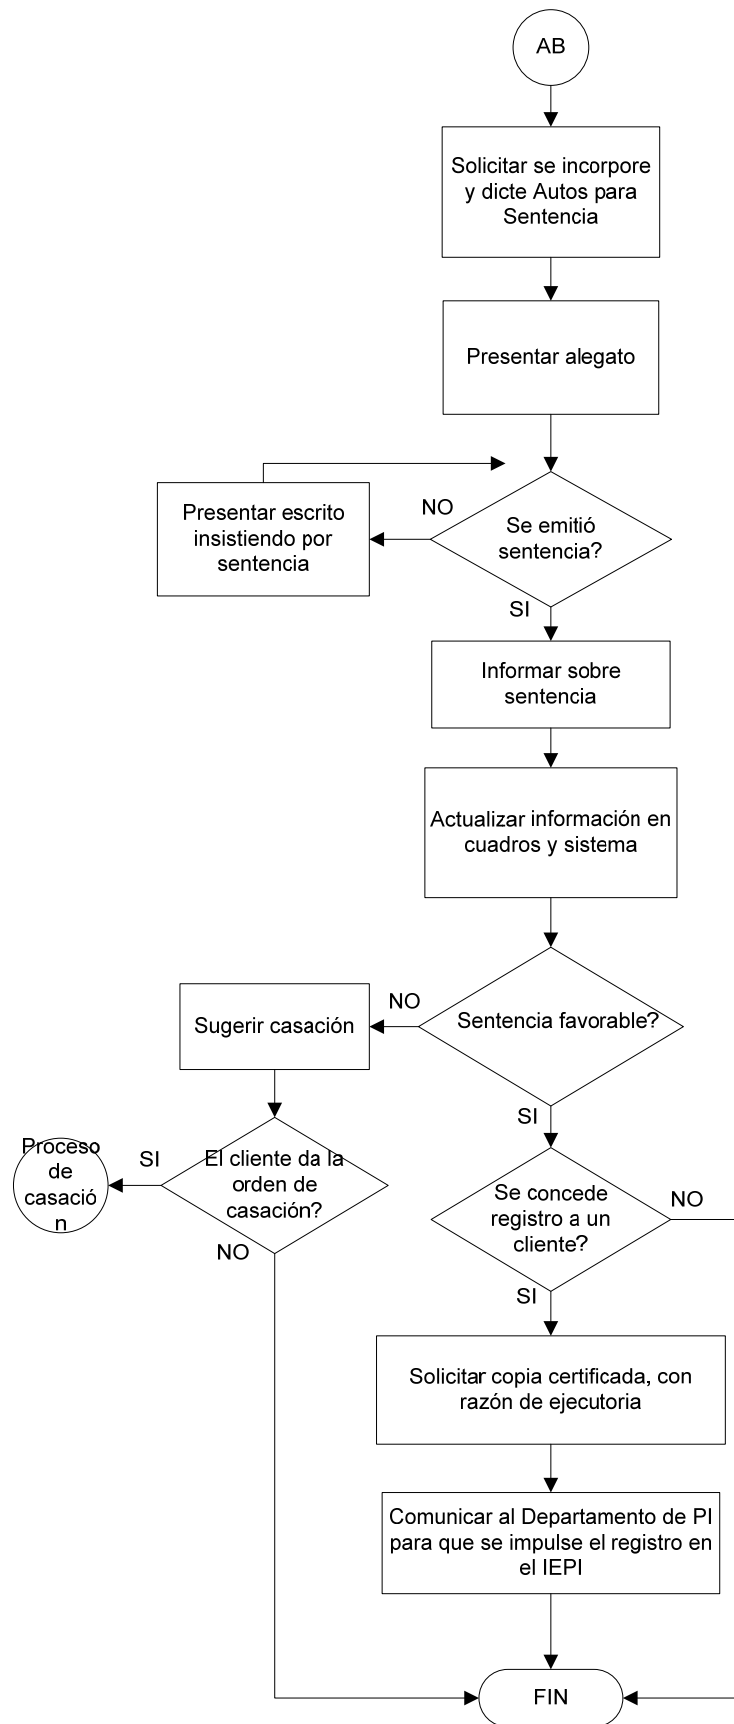 AB
Solicitar se incorpore
y dicte Autos para
Sentencia
Presentar alegato
NO
Presentar escrito
insistiendo por
sentencia
Se emitió
sentencia?
SI
Informar sobre
sentencia
Actualizar información en
cuadros y sistema
NO
Sugerir casación
Sentencia favorable?
SI
Proceso
de
casació
n
SI
El cliente da la
orden de
casación?
NO
Se concede
registro a un
cliente?
NO
SI
Solicitar copia certificada, con
razón de ejecutoria
Comunicar al Departamento de PI
para que se impulse el registro en
el IEPI
FIN